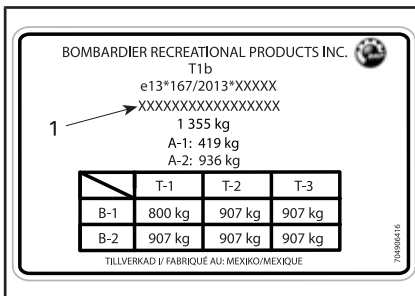 BOMBARDIER RECREATIONAL PRODUCTS INC.
T1b
e13*167/2013*XXXXX
XXXXXXXXXXXXXXXXX
1
1 355 kg
A-1: 419 kg
A-2: 936 kg
T-1 T-2 T-3
B-1 800 kg 907 kg 907 kg
B-2 907 kg 907 kg 907 kg
TILLVERKAD I/ FABRIQUÉ AU: MEXIKO/MEXIQUE
704906416